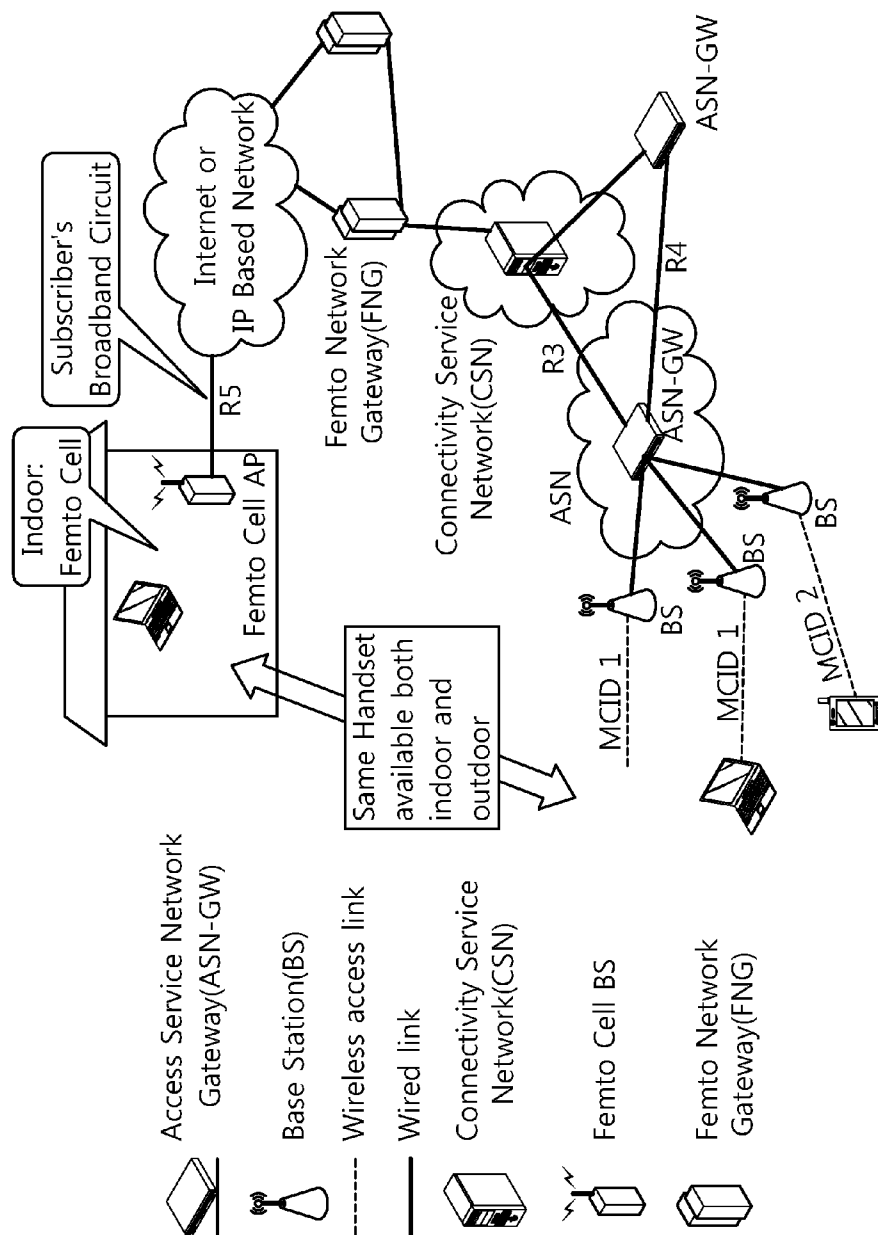 Indoor:
Femto Cell
Subscriber's
Broadband Circuit
Femto Cell AP
R5
Internet or
IP Based Network
Same Handset
available both
indoor and
outdoor
Femto Network
Gateway(FNG)
Connectivity Service
Network(CSN)
R3
R4
ASN
ASN-GW
ASN-GW
BS
BS
BS
MCID 1
MCID 1
MCID 2
Access Service Network
Gateway(ASN-GW)
Base Station(BS)
Wireless access link
Wired link
Connectivity Service
Network(CSN)
Femto Cell BS
Femto Network
Gateway(FNG)